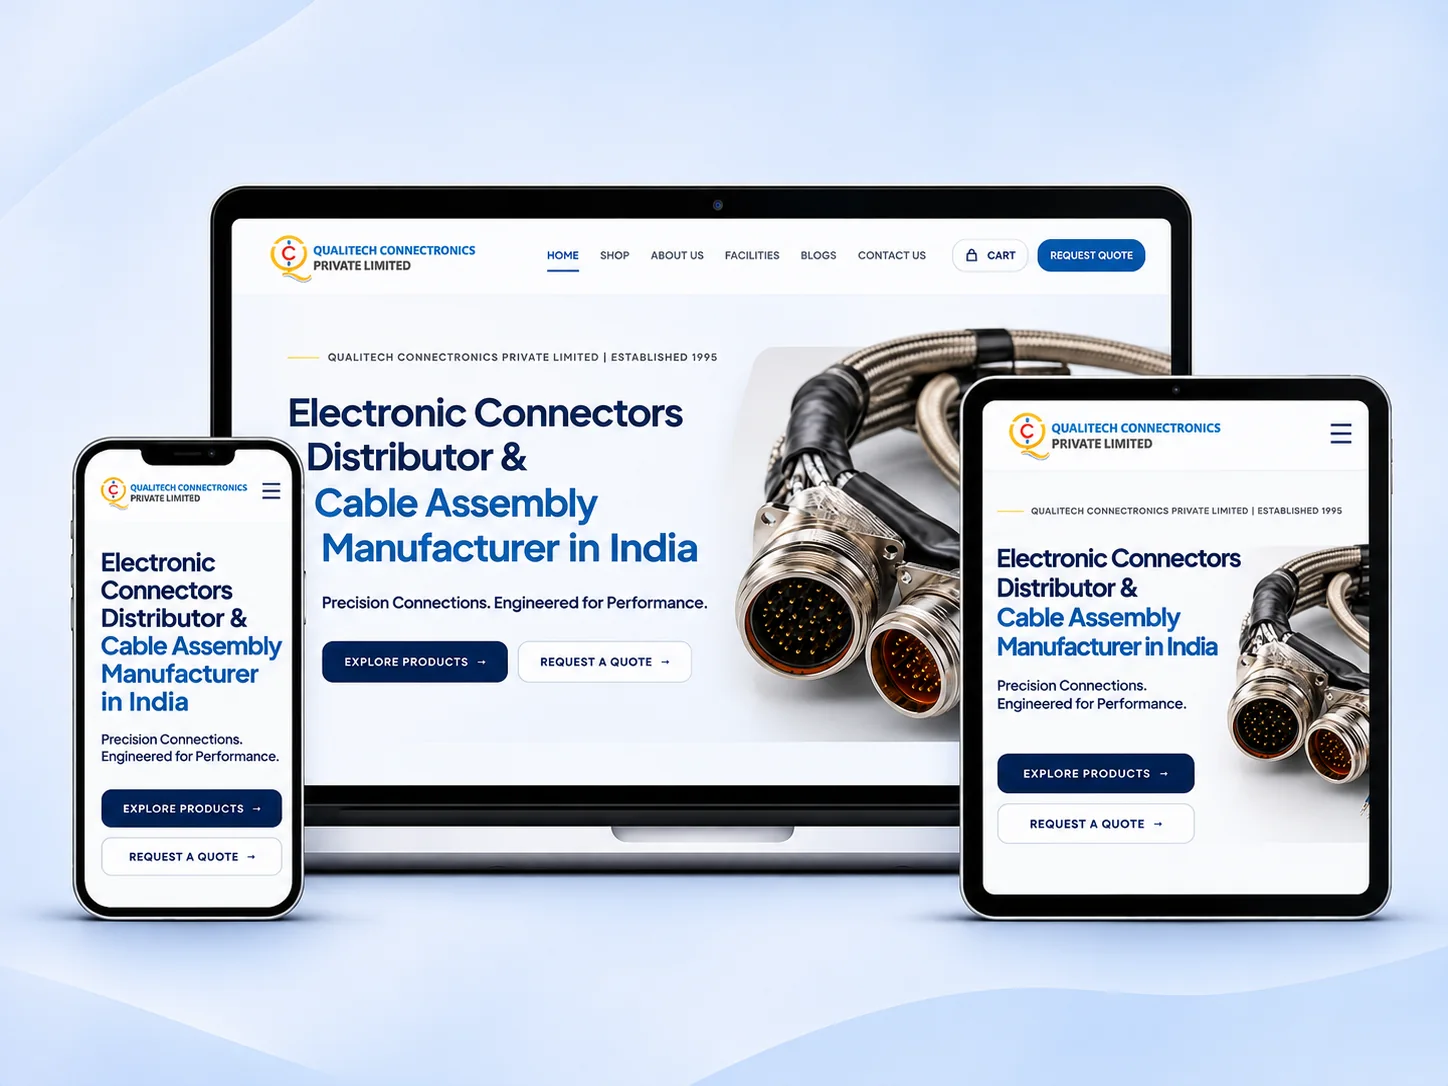 QUALITECH CONNECTRONICS
PRIVATE LIMITED
HOME
SHOP
ABOUT US
FACILITIES
BLOGS
CONTACT US
CART
REQUEST QUOTE
QUALITECH CONNECTRONICS PRIVATE LIMITED | ESTABLISHED 1995
Electronic Connectors
Distributor &
Cable Assembly
Manufacturer in India
Precision Connections. Engineered for Performance.
EXPLORE PRODUCTS →
REQUEST A QUOTE →
QUALITECH CONNECTRONICS
PRIVATE LIMITED
Electronic
Connectors
Distributor &
Cable Assembly
Manufacturer
in India
Precision Connections.
Engineered for Performance.
EXPLORE PRODUCTS →
REQUEST A QUOTE →
QUALITECH CONNECTRONICS
PRIVATE LIMITED
QUALITECH CONNECTRONICS PRIVATE LIMITED | ESTABLISHED 1995
Electronic Connectors
Distributor &
Cable Assembly
Manufacturer in India
Precision Connections.
Engineered for Performance.
EXPLORE PRODUCTS →
REQUEST A QUOTE →